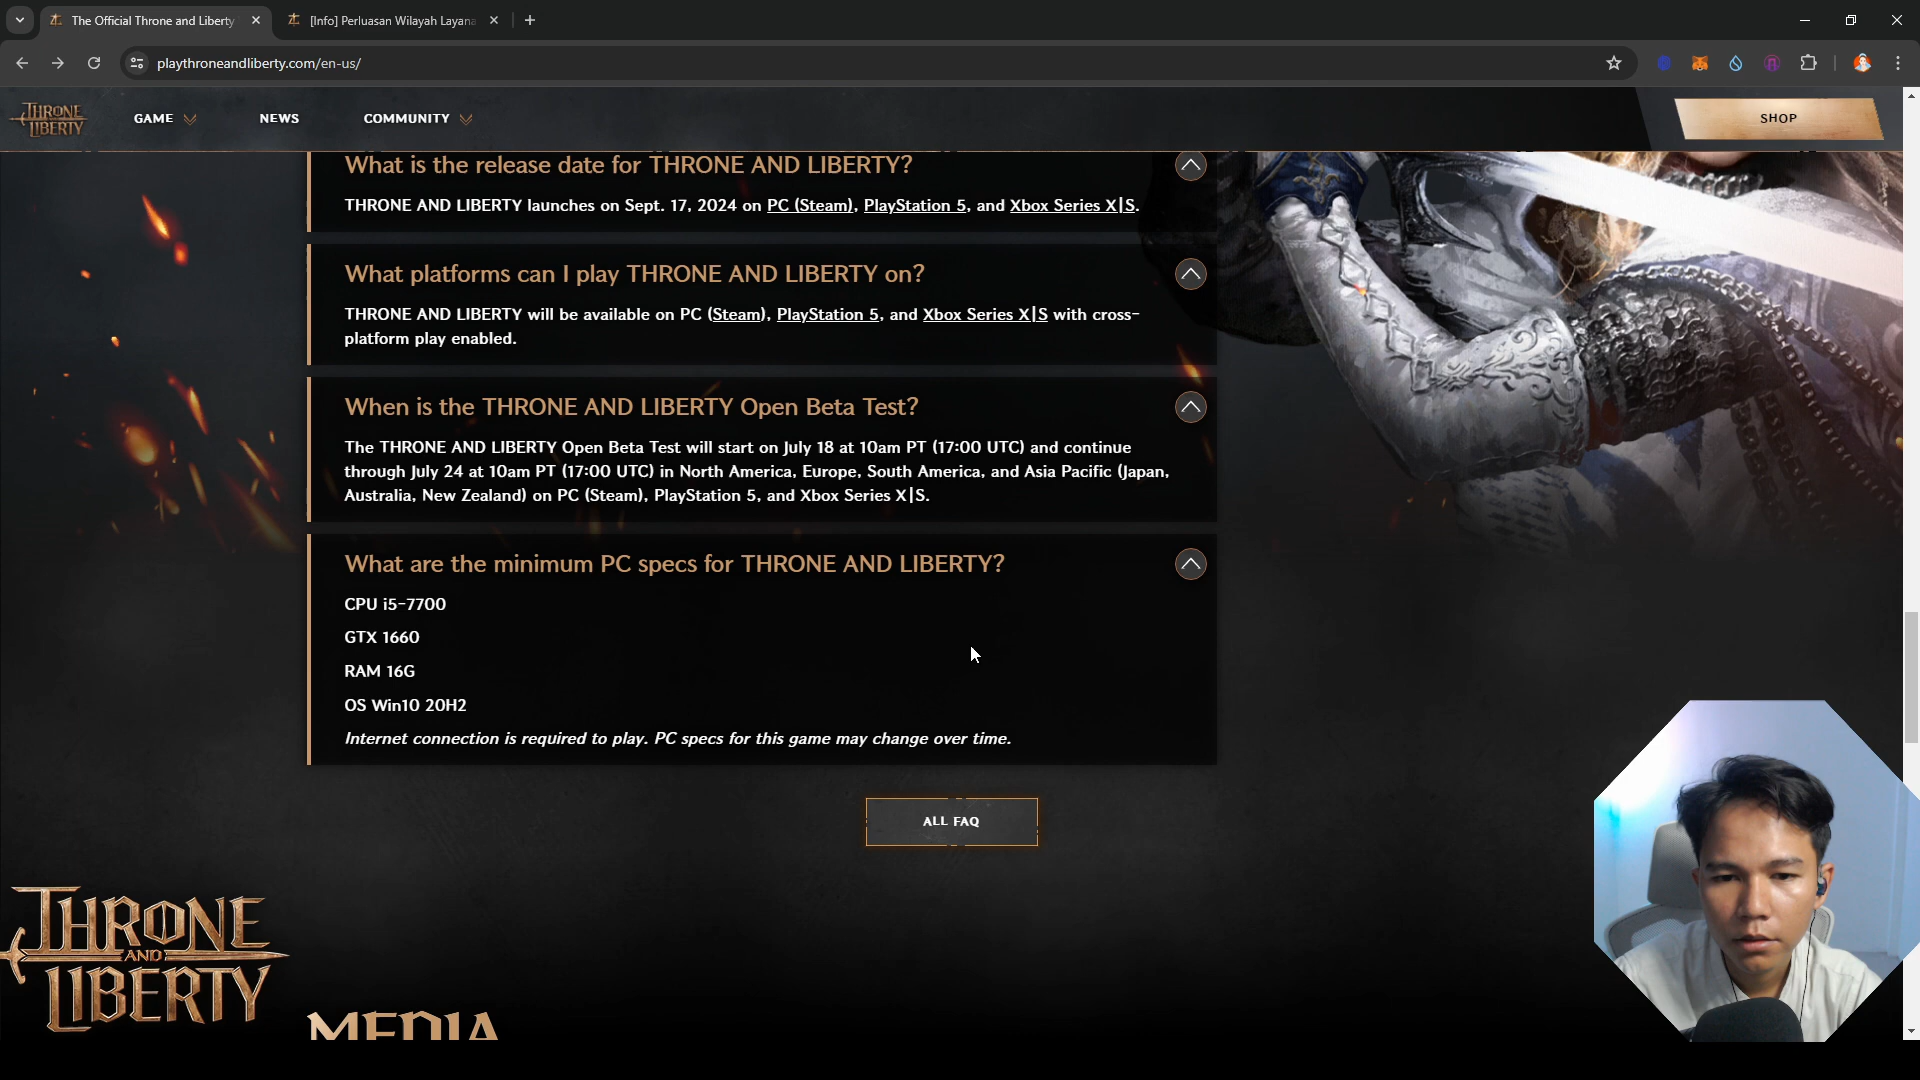 The Official Throne and Liberty
[Info] Perluasan Wilayah Layana
playthroneandliberty.com/en-us/
THRONE AND LIBERTY
GAME
NEWS
COMMUNITY
SHOP
What is the release date for THRONE AND LIBERTY?
THRONE AND LIBERTY launches on Sept. 17, 2024 on PC (Steam), PlayStation 5, and Xbox Series X|S.
What platforms can I play THRONE AND LIBERTY on?
THRONE AND LIBERTY will be available on PC (Steam), PlayStation 5, and Xbox Series X|S with cross-
platform play enabled.
When is the THRONE AND LIBERTY Open Beta Test?
The THRONE AND LIBERTY Open Beta Test will start on July 18 at 10am PT (17:00 UTC) and continue
through July 24 at 10am PT (17:00 UTC) in North America, Europe, South America, and Asia Pacific (Japan,
Australia, New Zealand) on PC (Steam), PlayStation 5, and Xbox Series X|S.
What are the minimum PC specs for THRONE AND LIBERTY?
CPU i5-7700
GTX 1660
RAM 16G
OS Win10 20H2
Internet connection is required to play. PC specs for this game may change over time.
ALL FAQ
THRONE
AND
LIBERTY
MEDIA